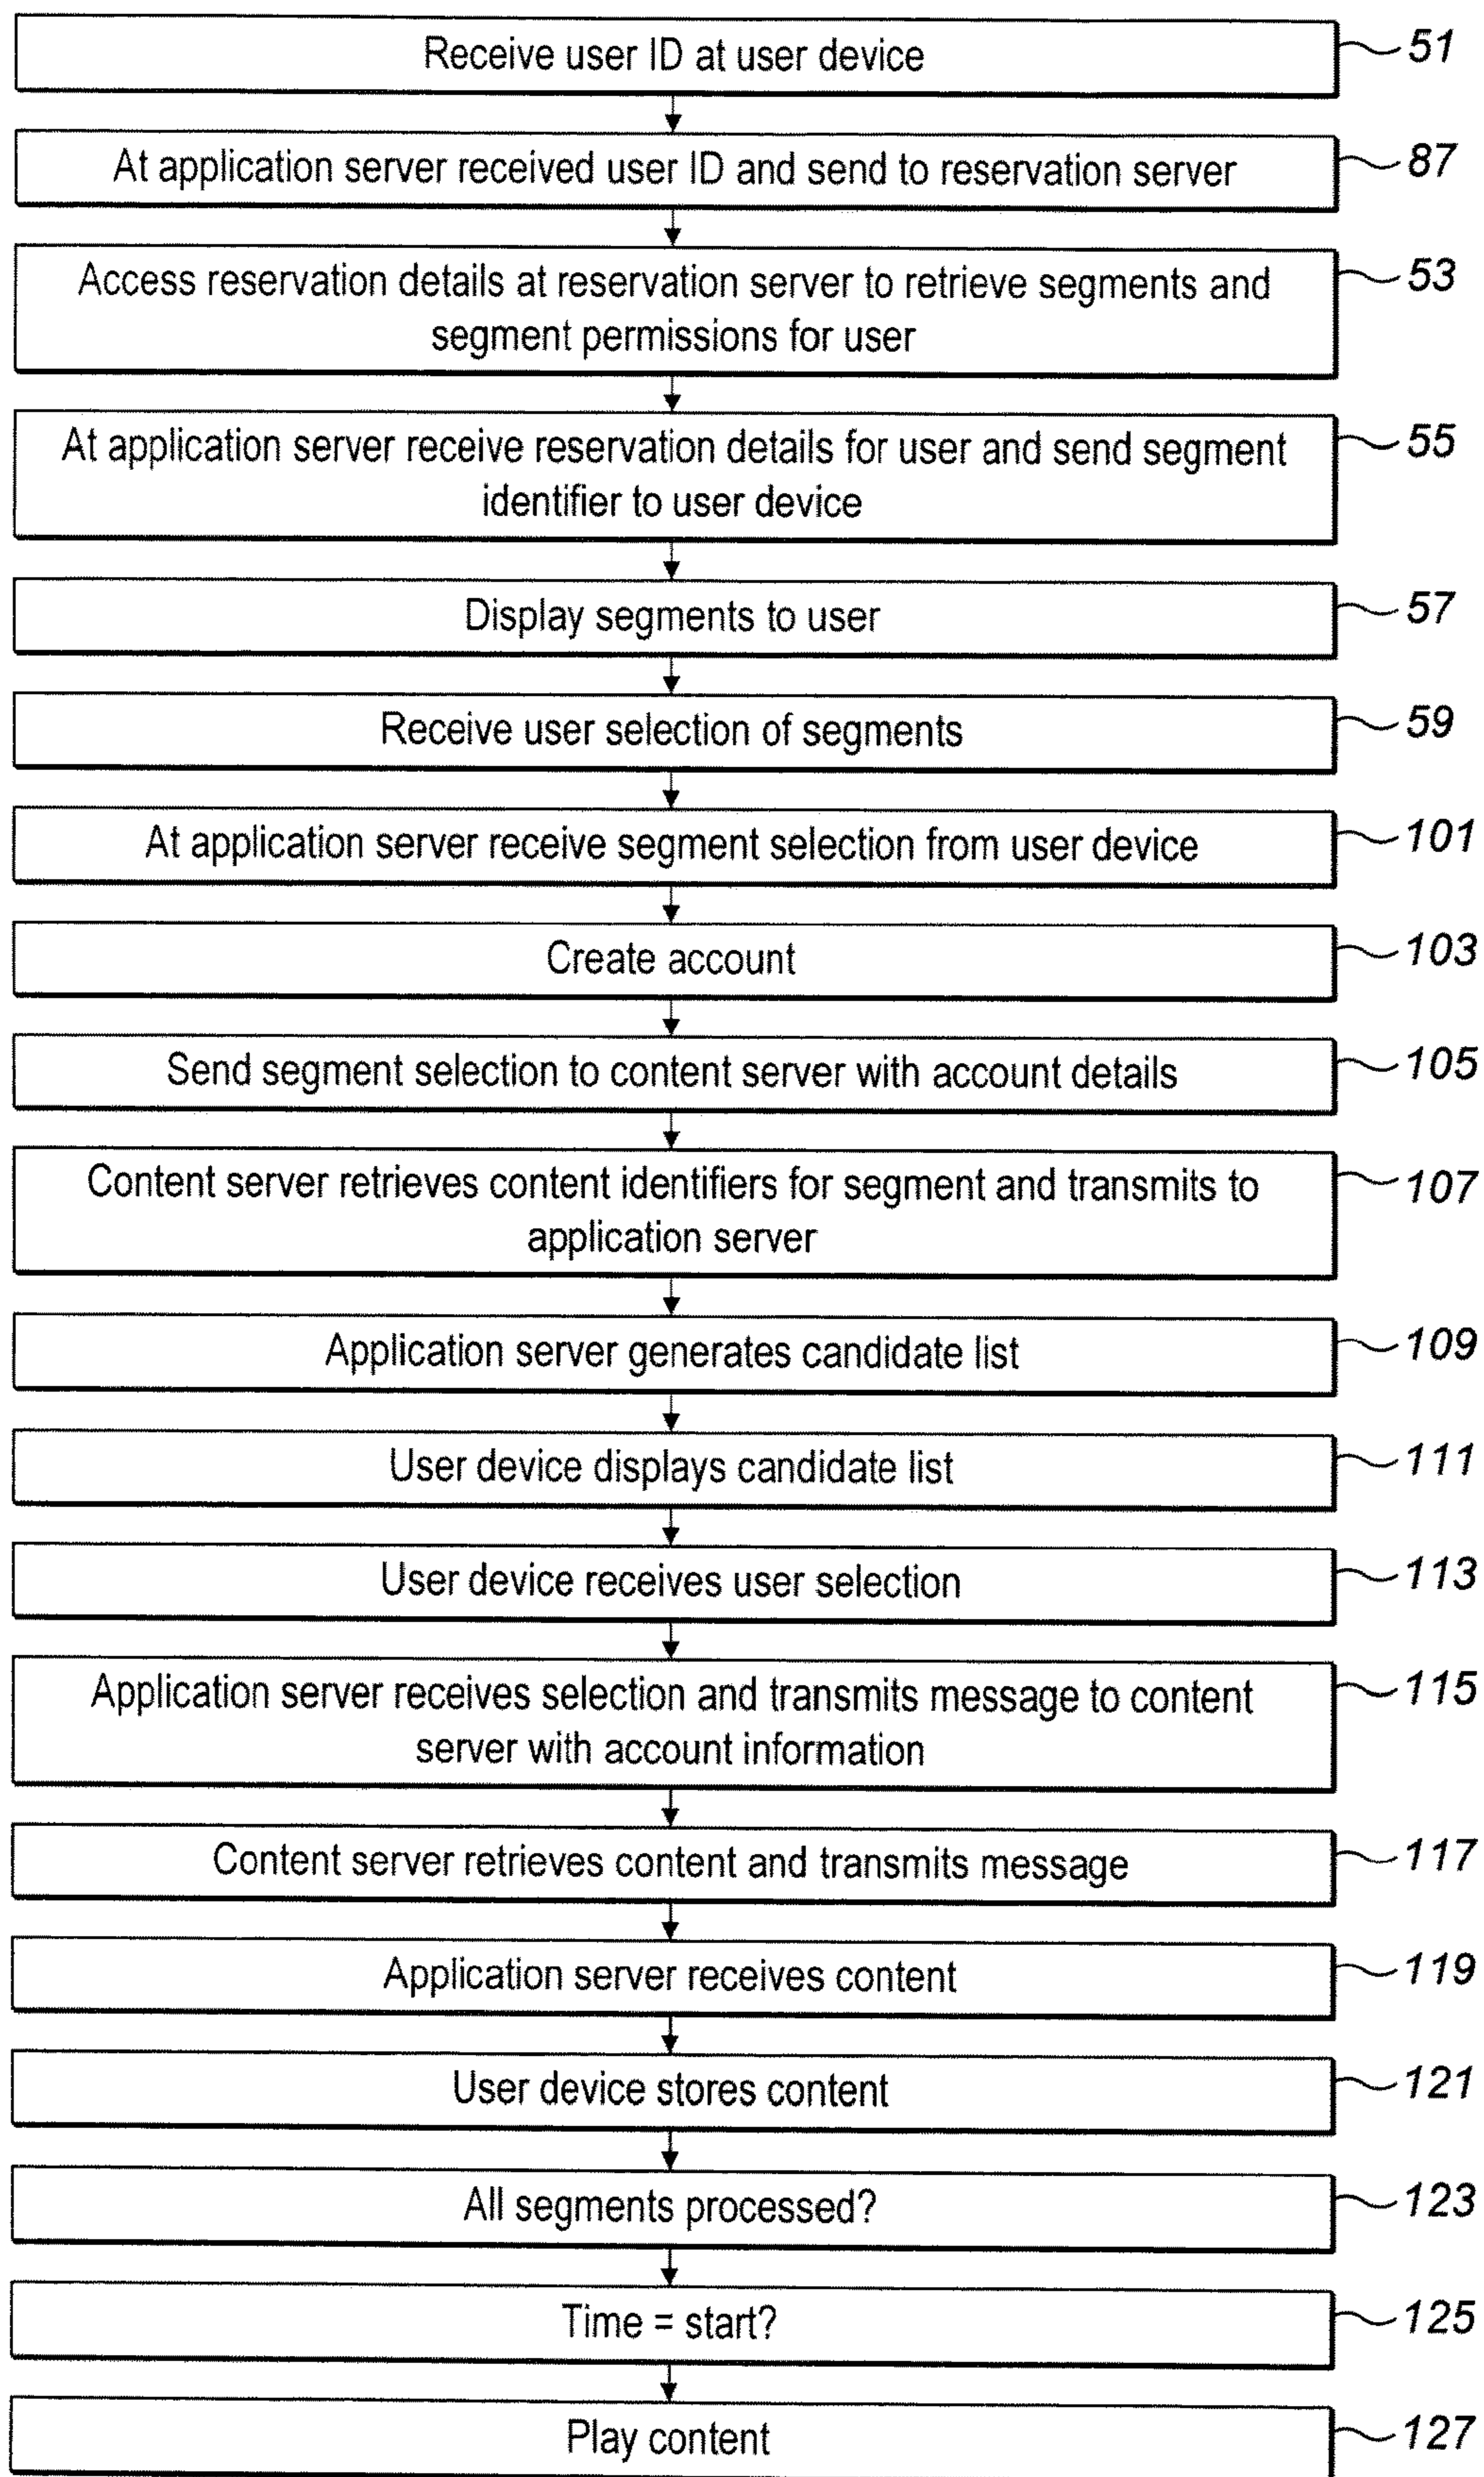 Receive user ID at user device
51
At application server received user ID and send to reservation server
87
Access reservation details at reservation server to retrieve segments and
segment permissions for user
53
At application server receive reservation details for user and send segment
identifier to user device
55
Display segments to user
57
Receive user selection of segments
59
At application server receive segment selection from user device
101
Create account
103
Send segment selection to content server with account details
105
Content server retrieves content identifiers for segment and transmits to
application server
107
Application server generates candidate list
109
User device displays candidate list
111
User device receives user selection
113
Application server receives selection and transmits message to content
server with account information
115
Content server retrieves content and transmits message
117
Application server receives content
119
User device stores content
121
All segments processed?
123
Time = start?
125
Play content
127